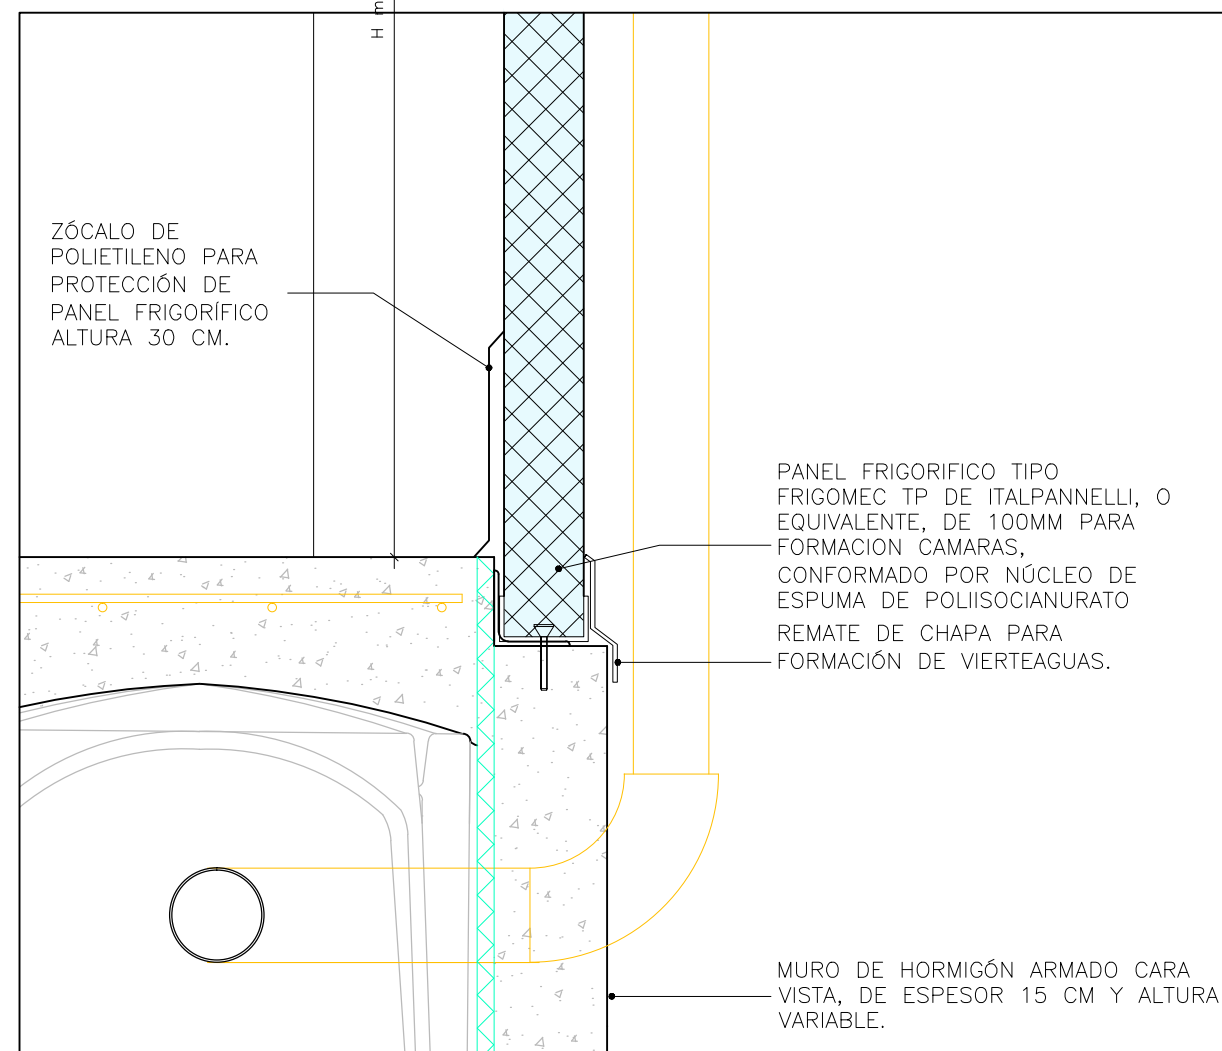 H m
ZÓCALO DE
POLIETILENO PARA
PROTECCIÓN DE
PANEL FRIGORÍFICO
ALTURA 30 CM.
PANEL FRIGORIFICO TIPO
FRIGOMEC TP DE ITALPANNELLI, O
EQUIVALENTE, DE 100MM PARA
FORMACION CAMARAS,
CONFORMADO POR NÚCLEO DE
ESPUMA DE POLIISOCIANURATO
REMATE DE CHAPA PARA
FORMACIÓN DE VIERTEAGUAS.
MURO DE HORMIGÓN ARMADO CARA
VISTA, DE ESPESOR 15 CM Y ALTURA
VARIABLE.